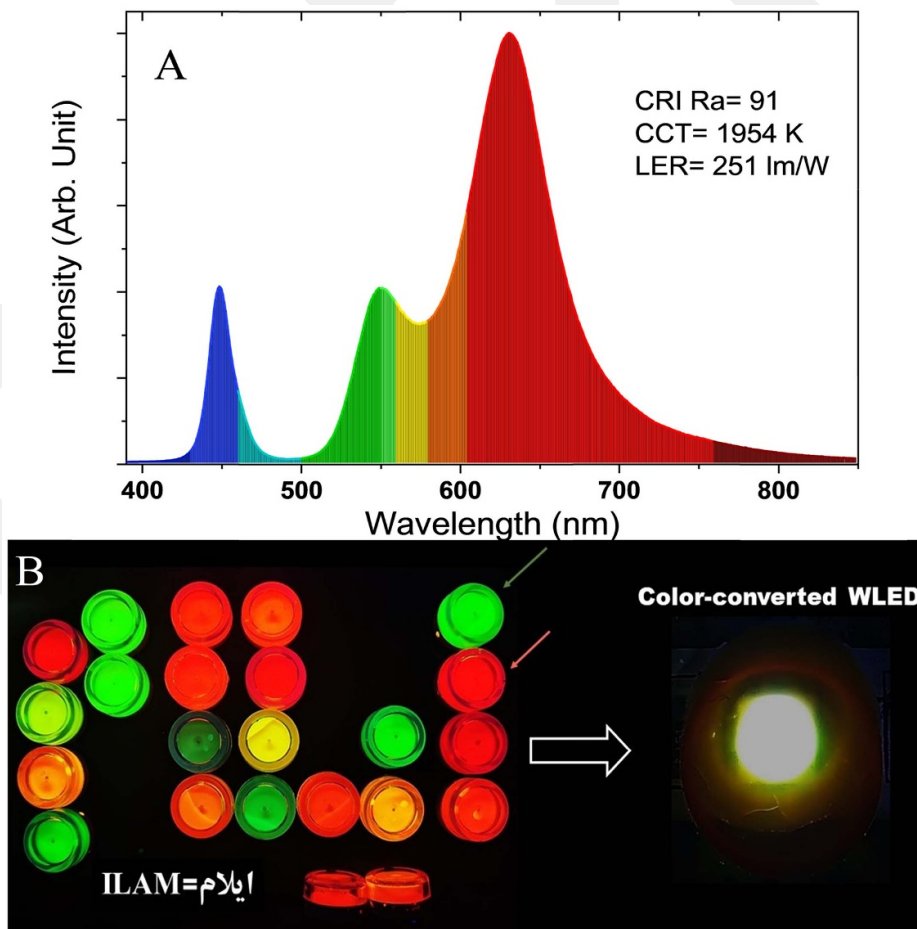 A
CRI Ra= 91
CCT= 1954 K
LER= 251 lm/W
Intensity (Arb. Unit)
400 500 600 700 800
Wavelength (nm)
B
Color-converted WLED
ILAM=ایلام